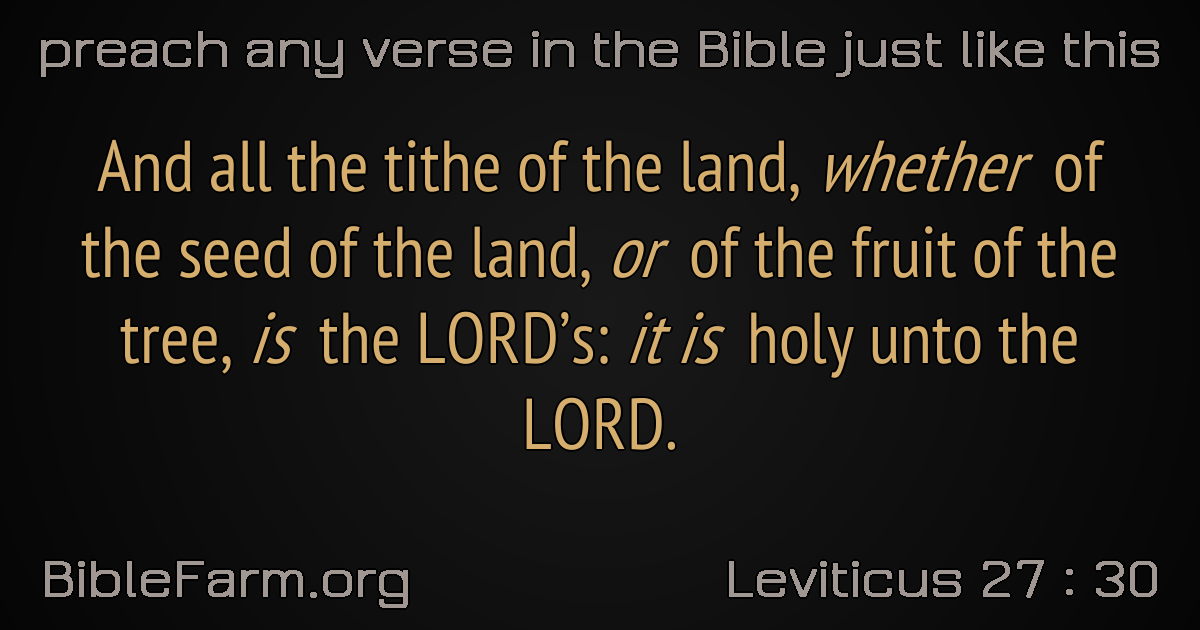 preach any verse in the Bible just like this
And all the tithe of the land, whether of
the seed of the land, or of the fruit of the
tree, is the LORD’s: it is holy unto the
LORD.
BibleFarm.org
Leviticus 27 : 30